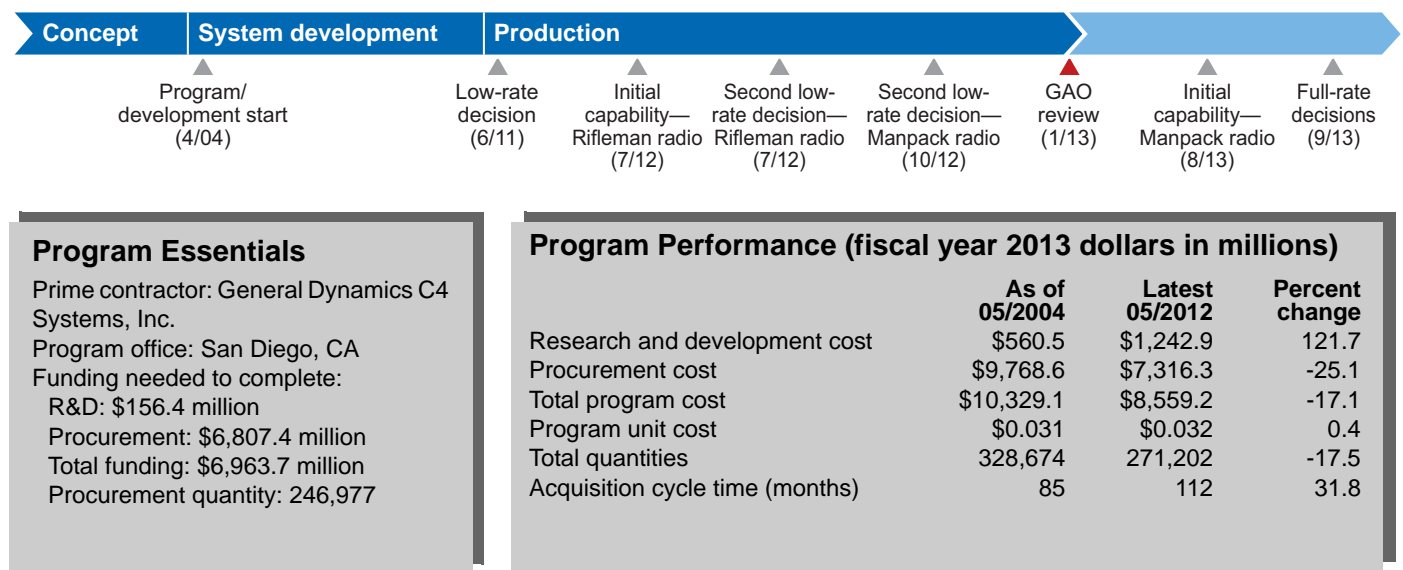 Concept
System development
Production
Program/
development start
(4/04)
Low-rate
decision
(6/11)
Initial
capability—
Rifleman radio
(7/12)
Second low-
rate decision—
Rifleman radio
(7/12)
Second low-
rate decision—
Manpack radio
(10/12)
GAO
review
(1/13)
Initial
capability—
Manpack radio
(8/13)
Full-rate
decisions
(9/13)
Program Essentials
Prime contractor: General Dynamics C4
Systems, Inc.
Program office: San Diego, CA
Funding needed to complete:
R&D: $156.4 million
Procurement: $6,807.4 million
Total funding: $6,963.7 million
Procurement quantity: 246,977
Program Performance (fiscal year 2013 dollars in millions)
As of Latest Percent
05/2004 05/2012 change
Research and development cost $560.5 $1,242.9 121.7
Procurement cost $9,768.6 $7,316.3 -25.1
Total program cost $10,329.1 $8,559.2 -17.1
Program unit cost $0.031 $0.032 0.4
Total quantities 328,674 271,202 -17.5
Acquisition cycle time (months) 85 112 31.8